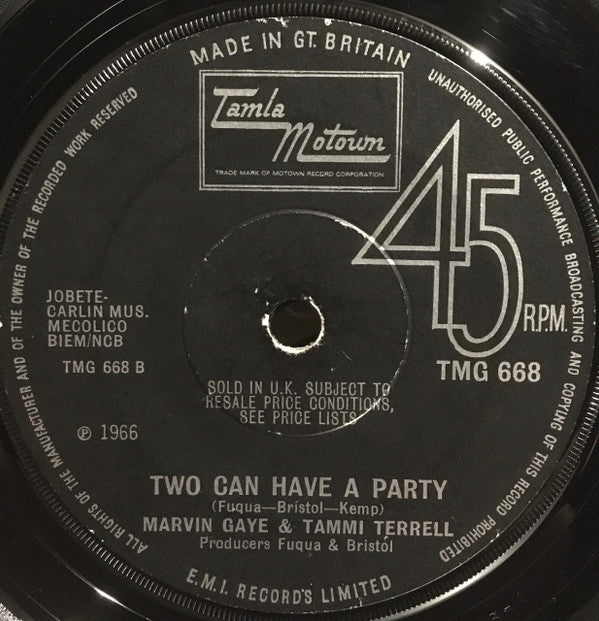 MADE IN GT. BRITAIN
UNAUTHORISED PUBLIC PERFORMANCE BROADCASTING AND COPYING OF THIS RECORD PROHIBITED
ALL RIGHTS OF THE MANUFACTURER AND OF THE OWNER OF THE RECORDED WORK RESERVED
Tamla
Motown
TRADE MARK OF MOTOWN RECORD CORPORATION
45
R.P.M.
TMG 668
JOBETE-
CARLIN MUS.
MECOLICO
BIEM/NCB
TMG 668 B
SOLD IN U.K. SUBJECT TO
RESALE PRICE CONDITIONS,
SEE PRICE LISTS
℗ 1966
TWO CAN HAVE A PARTY
(Fuqua—Bristol—Kemp)
MARVIN GAYE & TAMMI TERRELL
Producers Fuqua & Bristol
E.M.I. RECORDS LIMITED